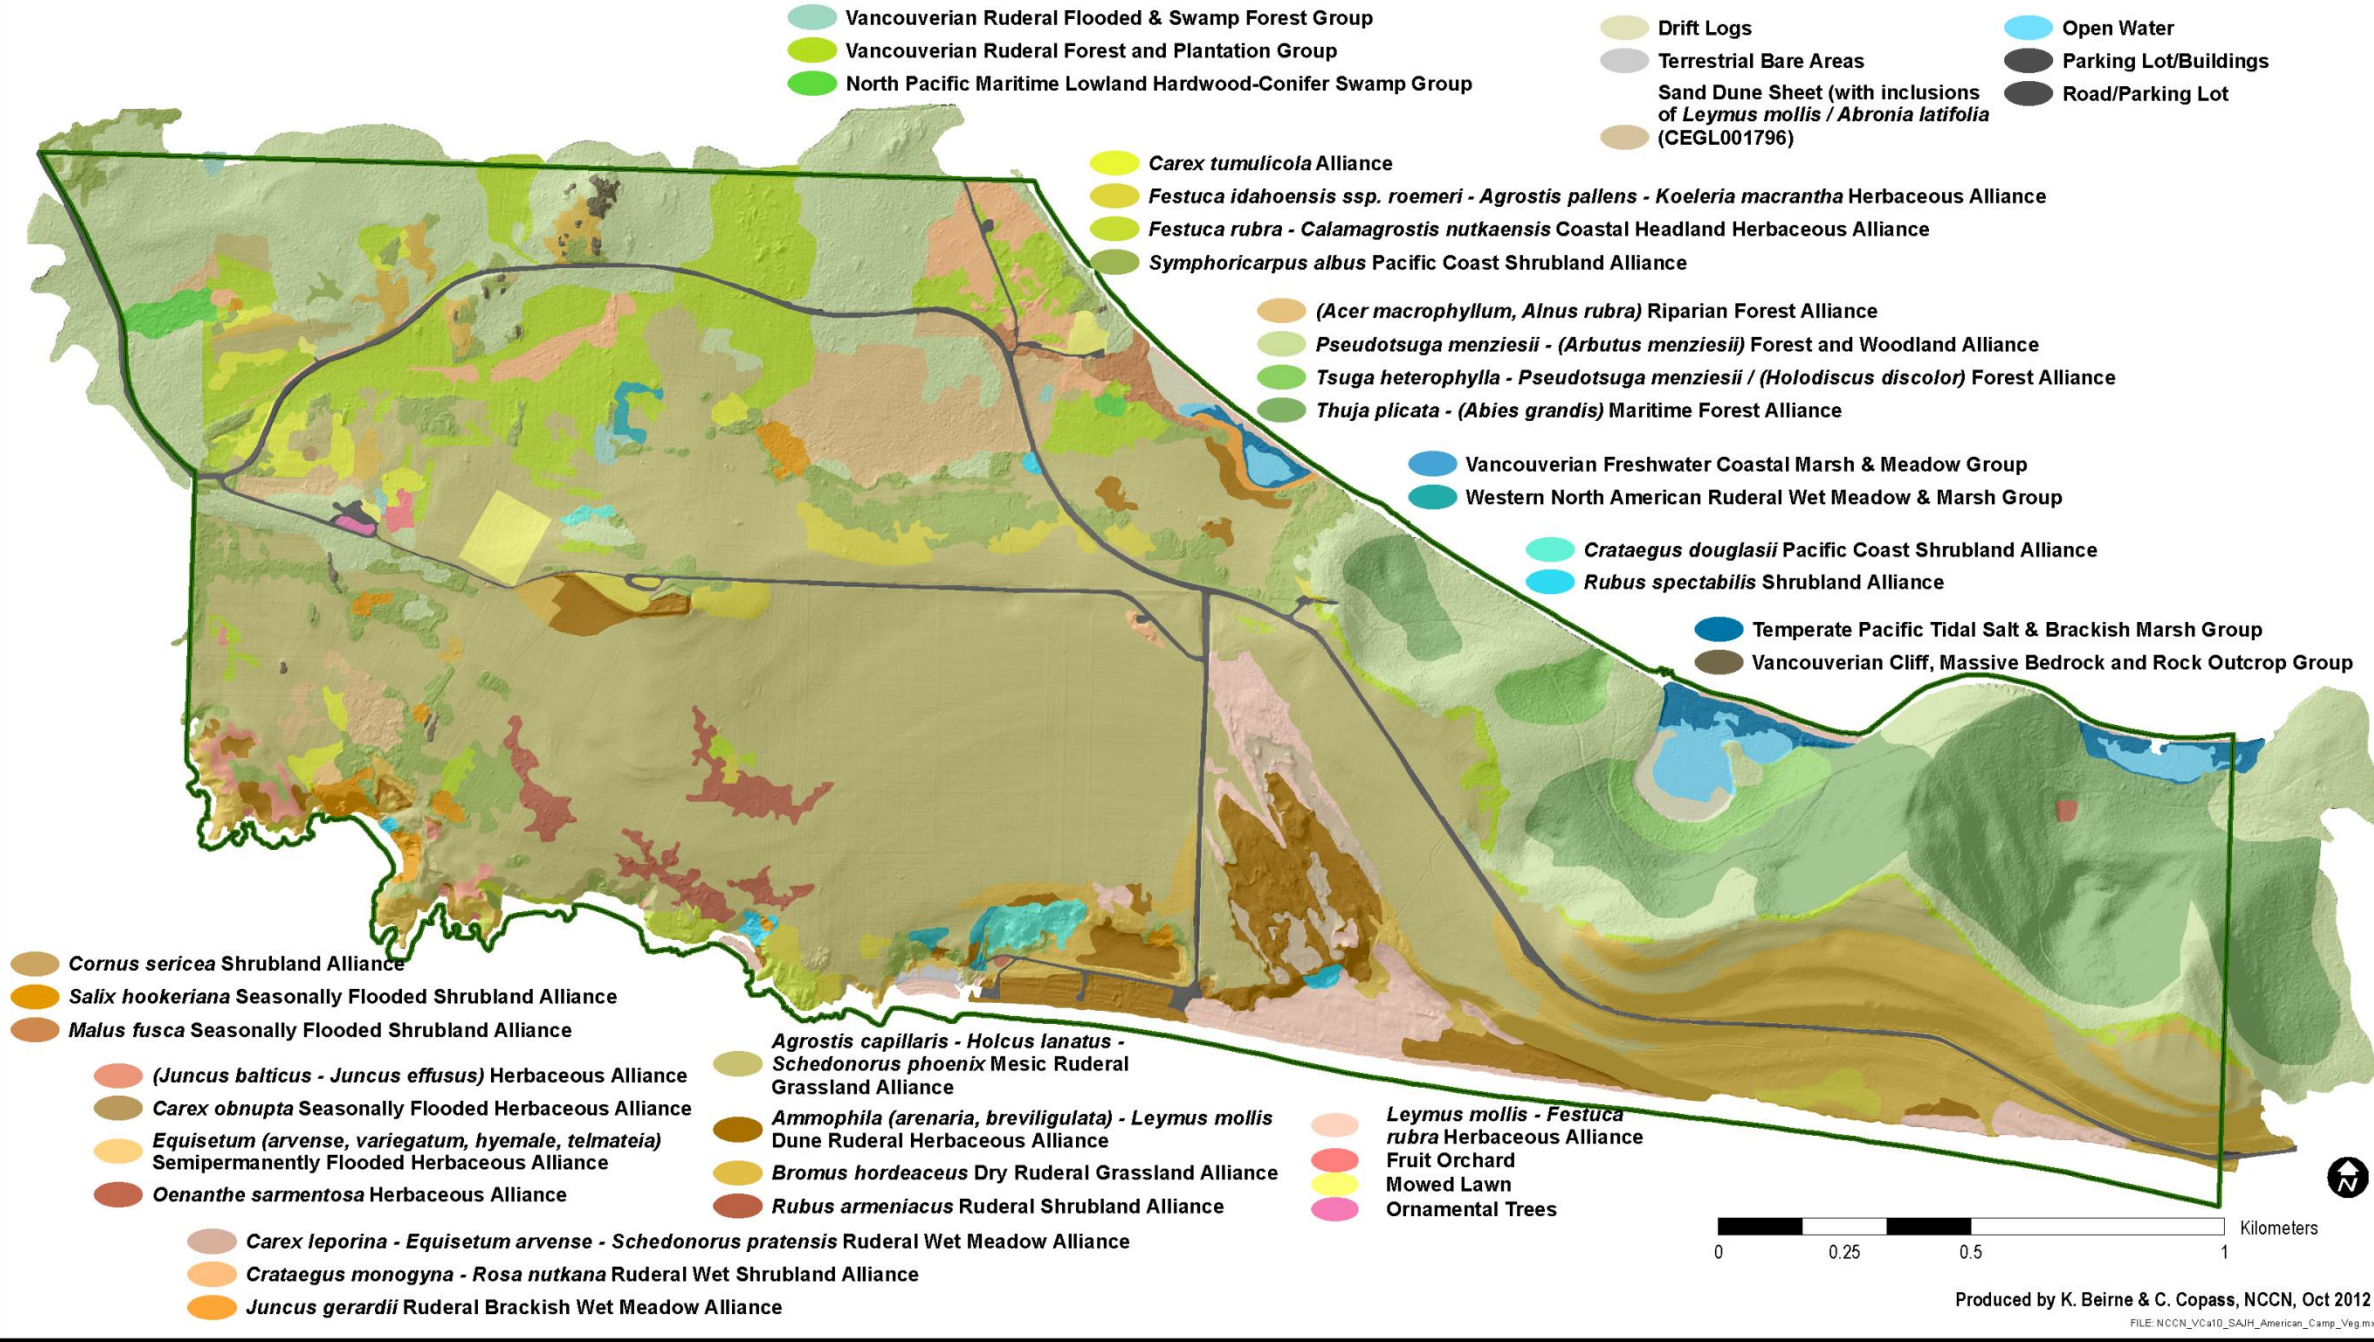 Vancouverian Ruderal Flooded & Swamp Forest Group
Vancouverian Ruderal Forest and Plantation Group
North Pacific Maritime Lowland Hardwood-Conifer Swamp Group
Drift Logs
Terrestrial Bare Areas
Sand Dune Sheet (with inclusions
of Leymus mollis / Abronia latifolia
(CEGL001796)
Open Water
Parking Lot/Buildings
Road/Parking Lot
Carex tumulicola Alliance
Festuca idahoensis ssp. roemeri - Agrostis pallens - Koeleria macrantha Herbaceous Alliance
Festuca rubra - Calamagrostis nutkaensis Coastal Headland Herbaceous Alliance
Symphoricarpus albus Pacific Coast Shrubland Alliance
(Acer macrophyllum, Alnus rubra) Riparian Forest Alliance
Pseudotsuga menziesii - (Arbutus menziesii) Forest and Woodland Alliance
Tsuga heterophylla - Pseudotsuga menziesii / (Holodiscus discolor) Forest Alliance
Thuja plicata - (Abies grandis) Maritime Forest Alliance
Vancouverian Freshwater Coastal Marsh & Meadow Group
Western North American Ruderal Wet Meadow & Marsh Group
Crataegus douglasii Pacific Coast Shrubland Alliance
Rubus spectabilis Shrubland Alliance
Temperate Pacific Tidal Salt & Brackish Marsh Group
Vancouverian Cliff, Massive Bedrock and Rock Outcrop Group
Cornus sericea Shrubland Alliance
Salix hookeriana Seasonally Flooded Shrubland Alliance
Malus fusca Seasonally Flooded Shrubland Alliance
(Juncus balticus - Juncus effusus) Herbaceous Alliance
Carex obnupta Seasonally Flooded Herbaceous Alliance
Equisetum (arvense, variegatum, hyemale, telmateia)
Semipermanently Flooded Herbaceous Alliance
Oenanthe sarmentosa Herbaceous Alliance
Agrostis capillaris - Holcus lanatus -
Schedonorus phoenix Mesic Ruderal
Grassland Alliance
Ammophila (arenaria, breviligulata) - Leymus mollis
Dune Ruderal Herbaceous Alliance
Bromus hordeaceus Dry Ruderal Grassland Alliance
Rubus armeniacus Ruderal Shrubland Alliance
Leymus mollis - Festuca
rubra Herbaceous Alliance
Fruit Orchard
Mowed Lawn
Ornamental Trees
Carex leporina - Equisetum arvense - Schedonorus pratensis Ruderal Wet Meadow Alliance
Crataegus monogyna - Rosa nutkana Ruderal Wet Shrubland Alliance
Juncus gerardii Ruderal Brackish Wet Meadow Alliance
N
Kilometers
0 0.25 0.5 1
Produced by K. Beirne & C. Copass, NCCN, Oct 2012
FILE: NCCN_VCa10_SAJH_American_Camp_Veg.m